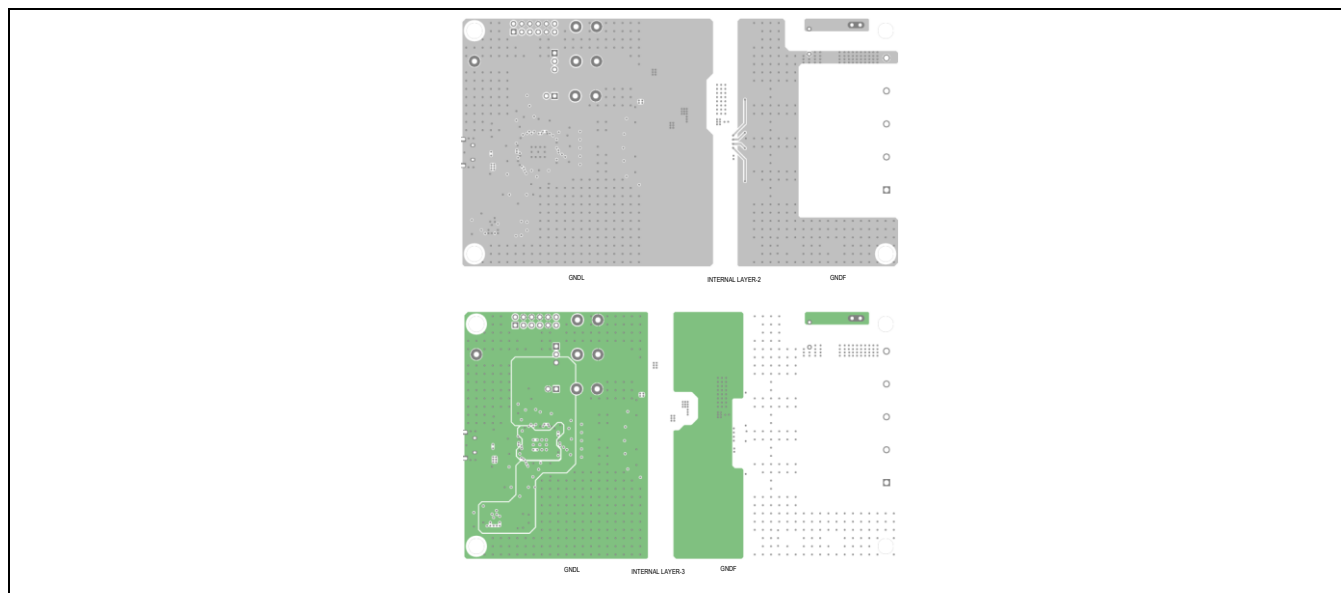 GNDL INTERNAL LAYER-2 GNDF
GNDL INTERNAL LAYER-3 GNDF